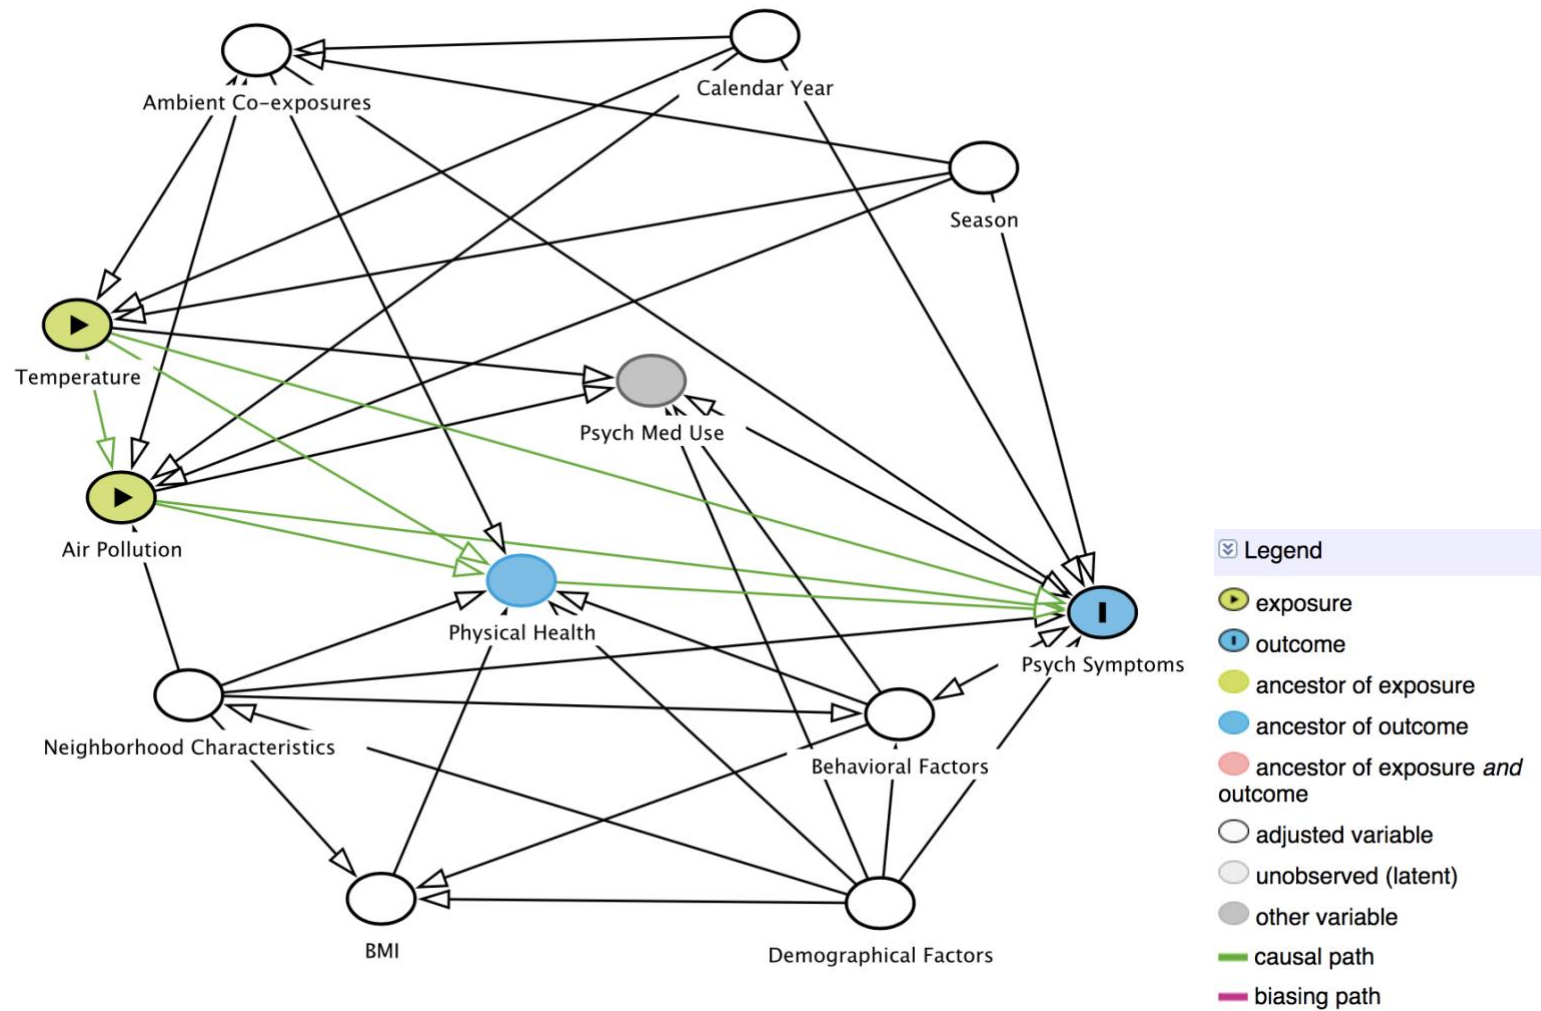 Ambient Co-exposures
Calendar Year
Season
Temperature
Psych Med Use
Air Pollution
Physical Health
Psych Symptoms
Neighborhood Characteristics
Behavioral Factors
BMI
Demographical Factors
Legend
exposure
outcome
ancestor of exposure
ancestor of outcome
ancestor of exposure and
outcome
adjusted variable
unobserved (latent)
other variable
causal path
biasing path